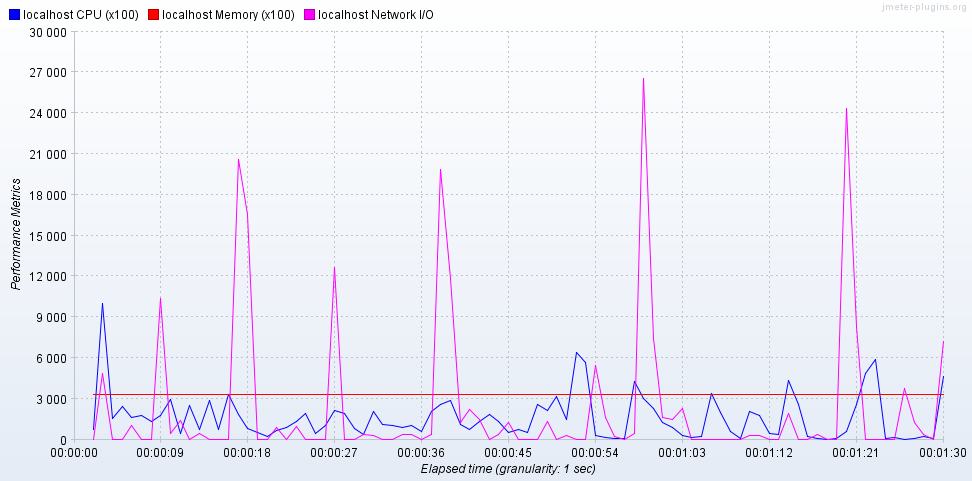 jmeter-plugins.org
localhost CPU (x100) localhost Memory (x100) localhost Network I/O
30 000
27 000
24 000
21 000
18 000
15 000
12 000
9 000
6 000
3 000
0
Performance Metrics
00:00:00 00:00:09 00:00:18 00:00:27 00:00:36 00:00:45 00:00:54 00:01:03 00:01:12 00:01:21 00:01:30
Elapsed time (granularity: 1 sec)